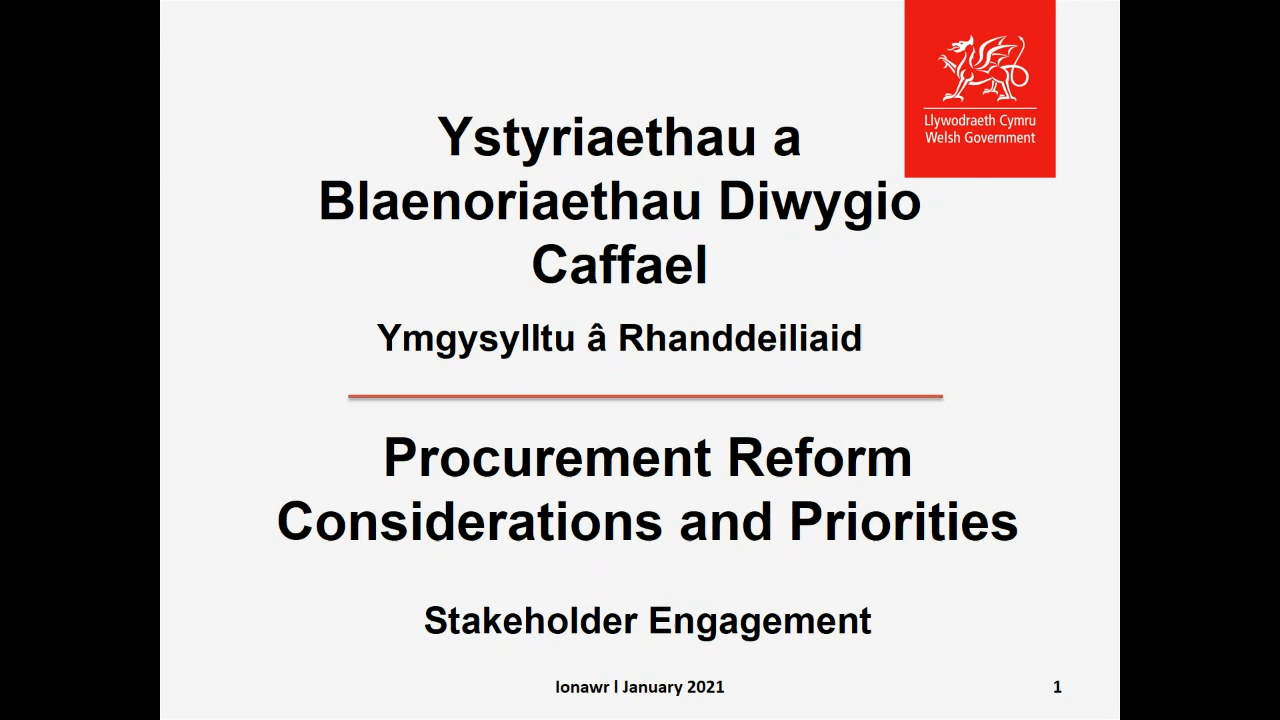 Llywodraeth Cymru
Welsh Government
Ystyriaethau a
Blaenoriaethau Diwygio
Caffael
Ymgysylltu â Rhanddeiliaid
Procurement Reform
Considerations and Priorities
Stakeholder Engagement
Ionawr l January 2021
1